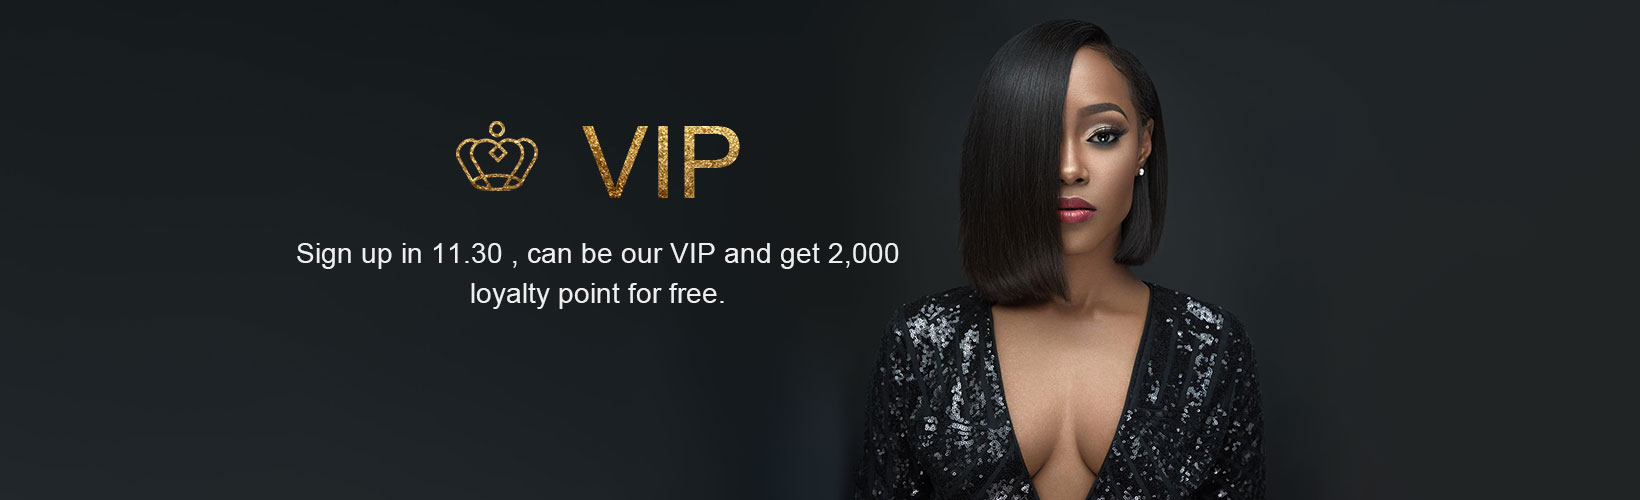 VIP
Sign up in 11.30 , can be our VIP and get 2,000
loyalty point for free.